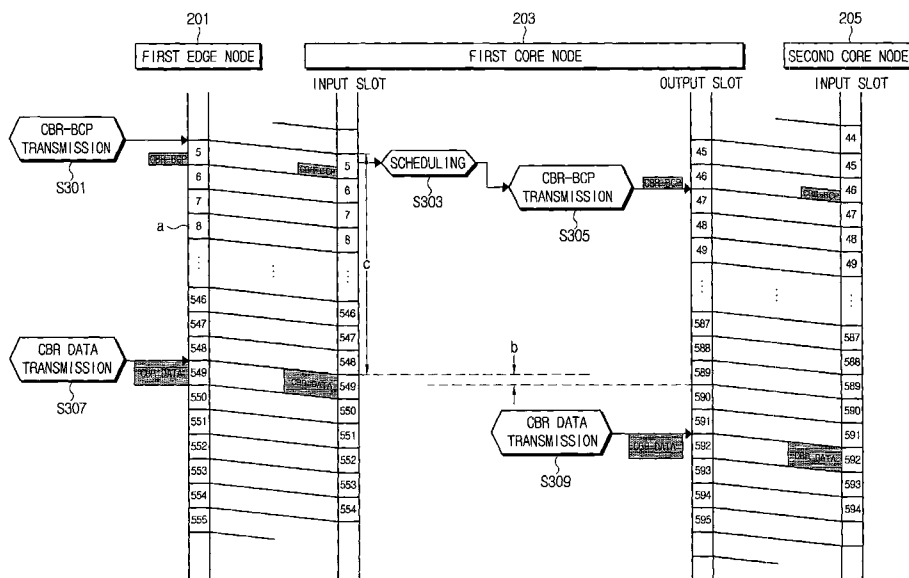 201
203
205
FIRST EDGE NODE
FIRST CORE NODE
SECOND CORE NODE
INPUT SLOT
OUTPUT SLOT
INPUT SLOT
CBR-BCP
TRANSMISSION
S301
CBR-BCP
5
6
7
a
8
546
547
548
549
550
551
552
553
554
555
CBR DATA
TRANSMISSION
S307
CBR-DATA
CBR-BCP
5
6
7
8
c
546
547
548
549
550
551
552
553
554
CBR-DATA
SCHEDULING
S303
CBR-BCP
TRANSMISSION
S305
CBR-BCP
b
CBR DATA
TRANSMISSION
S309
CBR-DATA
45
46
47
48
49
587
588
589
590
591
592
593
594
595
CBR-BCP
44
45
46
47
48
49
587
588
589
590
591
592
593
594
CBR DATA